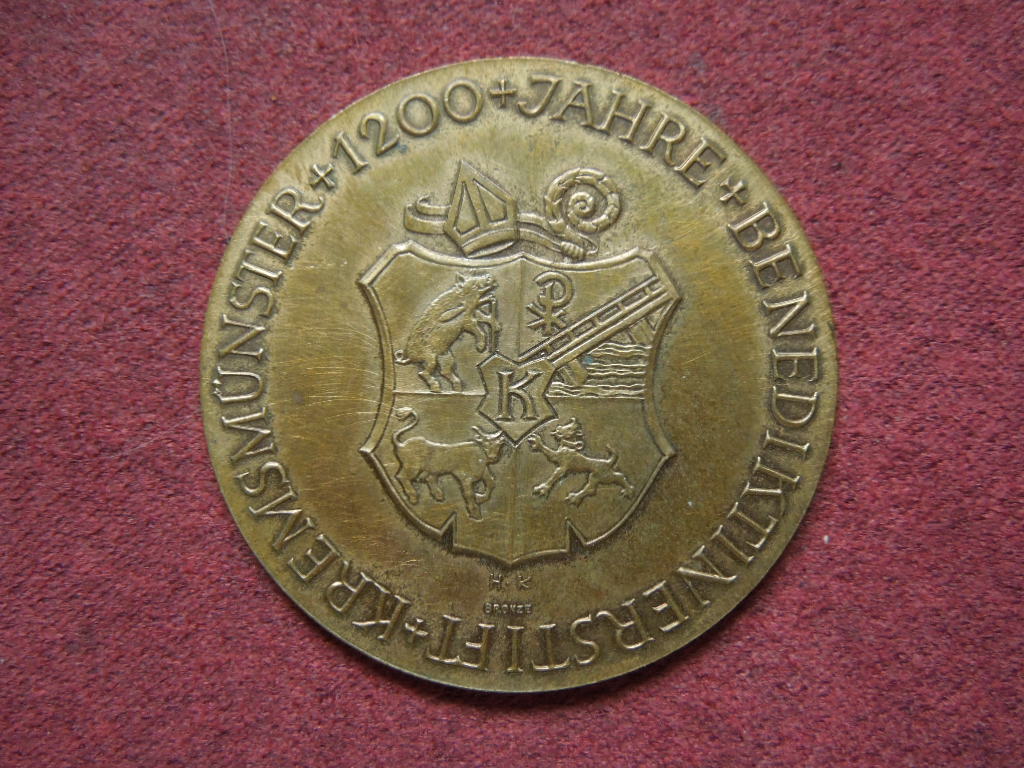 + 1200 + JAHRE + BENEDIKTINERSTIFT + KREMSMÜNSTER
K
H. K
BRONZE